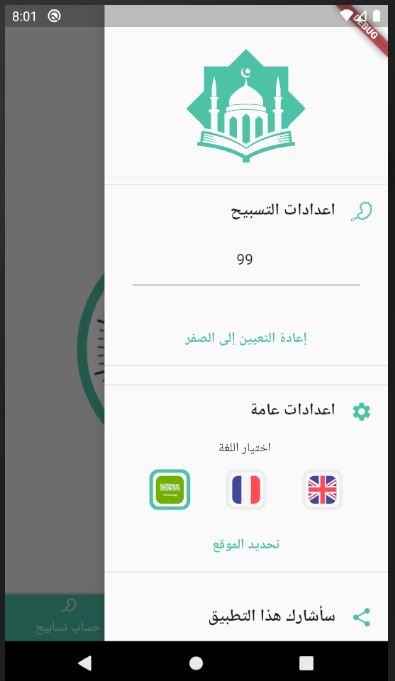 8:01
DEBUG
اعدادات التسبيح
99
إعادة التعيين إلى الصفر
اعدادات عامة
اختيار اللغة
تحديد الموقع
سأشارك هذا التطبيق
حساب تسابيح